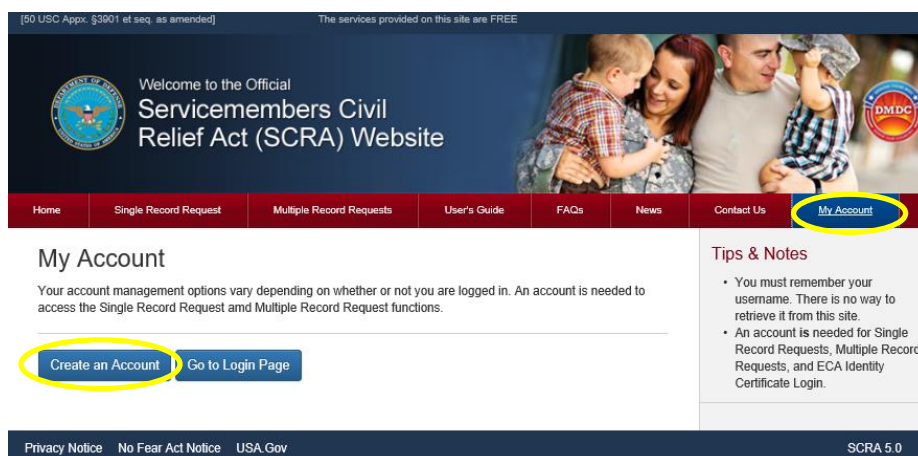 [50 USC Appx. §3901 et seq. as amended]
The services provided on this site are FREE
Welcome to the Official
Servicemembers Civil
Relief Act (SCRA) Website
DMDC
Home
Single Record Request
Multiple Record Requests
User's Guide
FAQs
News
Contact Us
My Account
My Account
Your account management options vary depending on whether or not you are logged in. An account is needed to
access the Single Record Request amd Multiple Record Request functions.
Create an Account
Go to Login Page
Tips & Notes
• You must remember your
username. There is no way to
retrieve it from this site.
• An account is needed for Single
Record Requests, Multiple Record
Requests, and ECA Identity
Certificate Login.
Privacy Notice
No Fear Act Notice
USA.Gov
SCRA 5.0